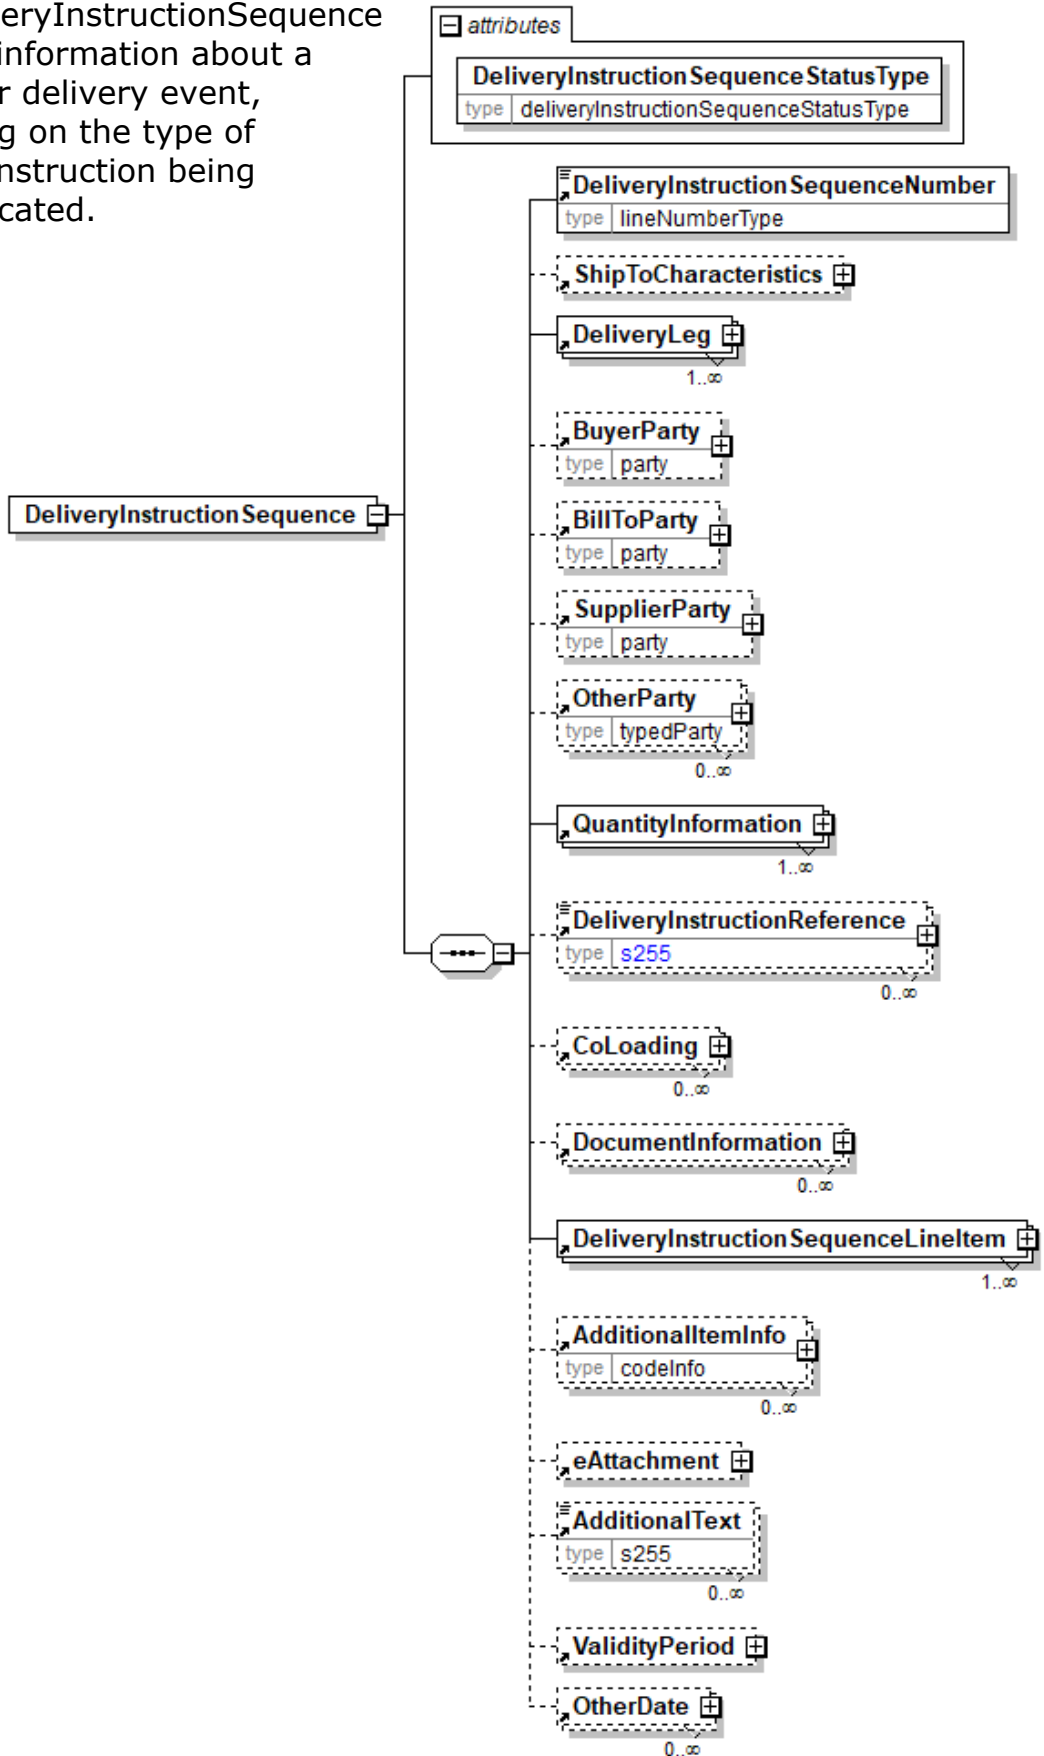 eryInstructionSequence
information about a
r delivery event,
g on the type of
nstruction being
cated.
attributes
DeliveryInstructionSequenceStatusType
type deliveryInstructionSequenceStatusType
DeliveryInstructionSequenceNumber
type lineNumberType
ShipToCharacteristics
DeliveryLeg
1..∞
BuyerParty
type party
BillToParty
type party
DeliveryInstructionSequence
SupplierParty
type party
OtherParty
type typedParty
0..∞
QuantityInformation
1..∞
DeliveryInstructionReference
type s255
0..∞
CoLoading
0..∞
DocumentInformation
0..∞
DeliveryInstructionSequenceLineItem
1..∞
AdditionalItemInfo
type codeInfo
0..∞
eAttachment
AdditionalText
type s255
0..∞
ValidityPeriod
OtherDate
0..∞